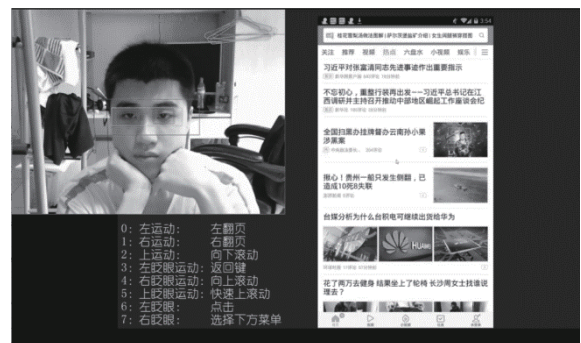 0: 左运动: 左翻页
1: 右运动: 右翻页
2: 上运动: 向下滚动
3: 左眨眼运动: 返回键
4: 右眨眼运动: 向上滚动
5: 上眨眼运动: 快速上滚动
6: 左眨眼: 点击
7: 右眨眼: 选择下方菜单
3:54
关注 推荐 视频 热点 六盘水 小视频 娱乐
习近平对张富清同志先进事迹作出重要指示
不忘初心,重整行装再出发——习近平总书记在江
西调研并主持召开推动中部地区崛起工作座谈会纪
全国扫黑办挂牌督办云南孙小果
涉黑案
揪心!贵州一船只发生侧翻,已
造成10死8失联
台媒分析为什么台积电可继续出货给华为
HUAWEI
花了两万去健身 结果坐上了轮椅 长沙周女士找谁说
理去?